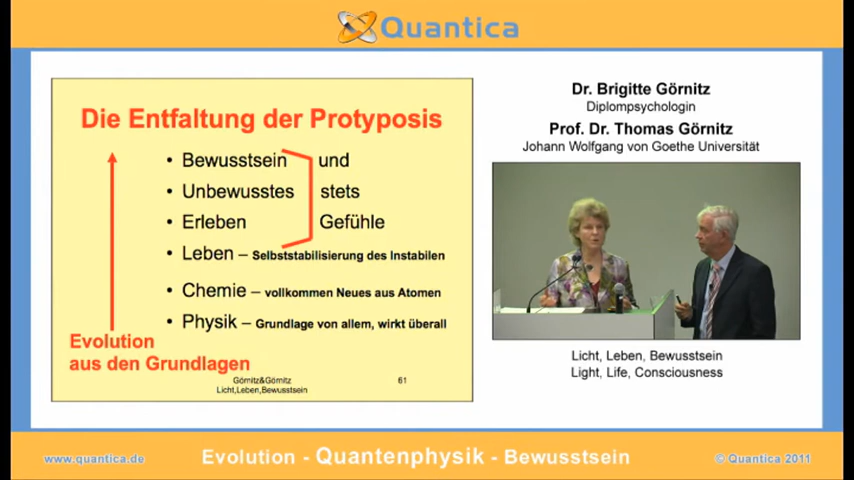 Quantica
Die Entfaltung der Protyposis
• Bewusstsein und
• Unbewusstes stets
• Erleben Gefühle
• Leben – Selbststabilisierung des Instabilen
• Chemie – vollkommen Neues aus Atomen
• Physik – Grundlage von allem, wirkt überall
Evolution
aus den Grundlagen
Görnitz&Görnitz
Licht,Leben,Bewusstsein
61
Dr. Brigitte Görnitz
Diplompsychologin
Prof. Dr. Thomas Görnitz
Johann Wolfgang von Goethe Universität
Licht, Leben, Bewusstsein
Light, Life, Consciousness
www.quantica.de
Evolution - Quantenphysik - Bewusstsein
© Quantica 2011